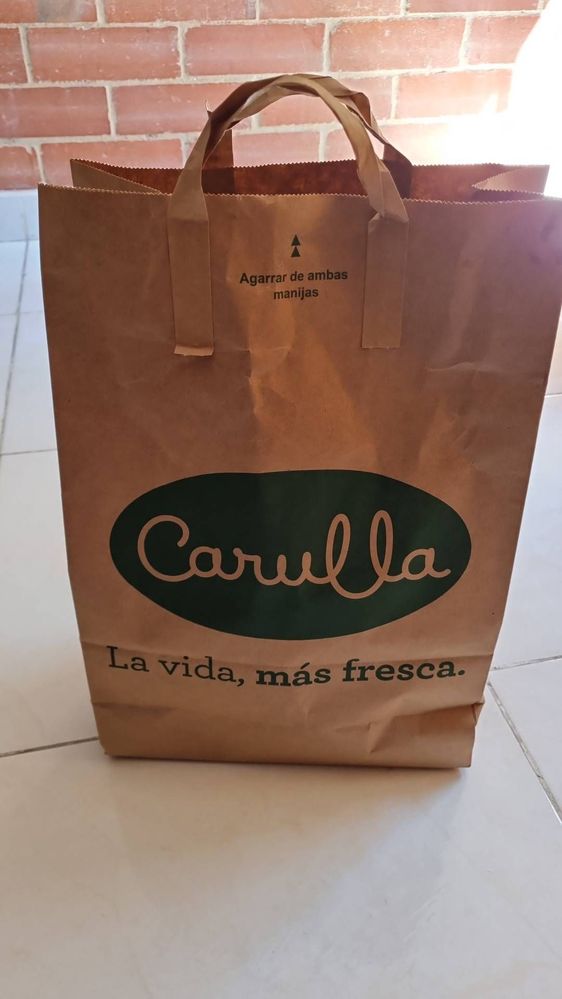 Agarrar de ambas
manijas
Carulla
La vida, más fresca.